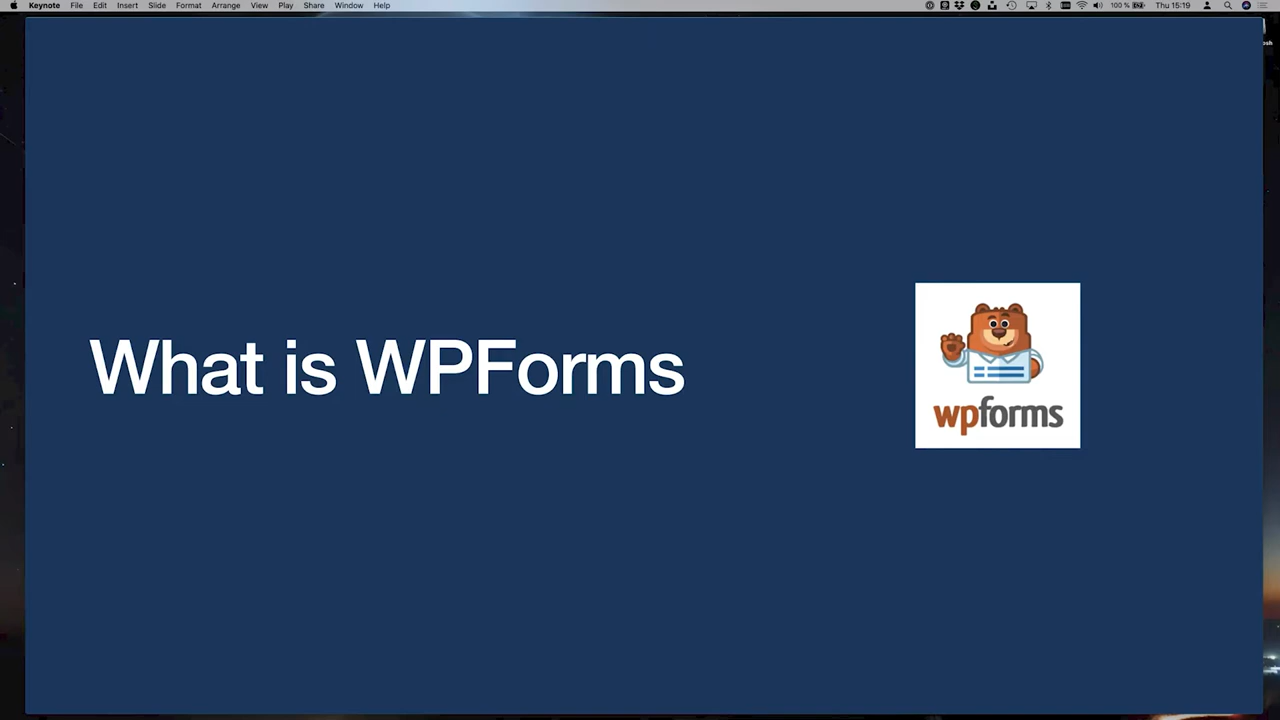 Keynote File Edit Insert Slide Format Arrange View Play Share Window Help 100 % Thu 15:19
What is WPForms
wpforms